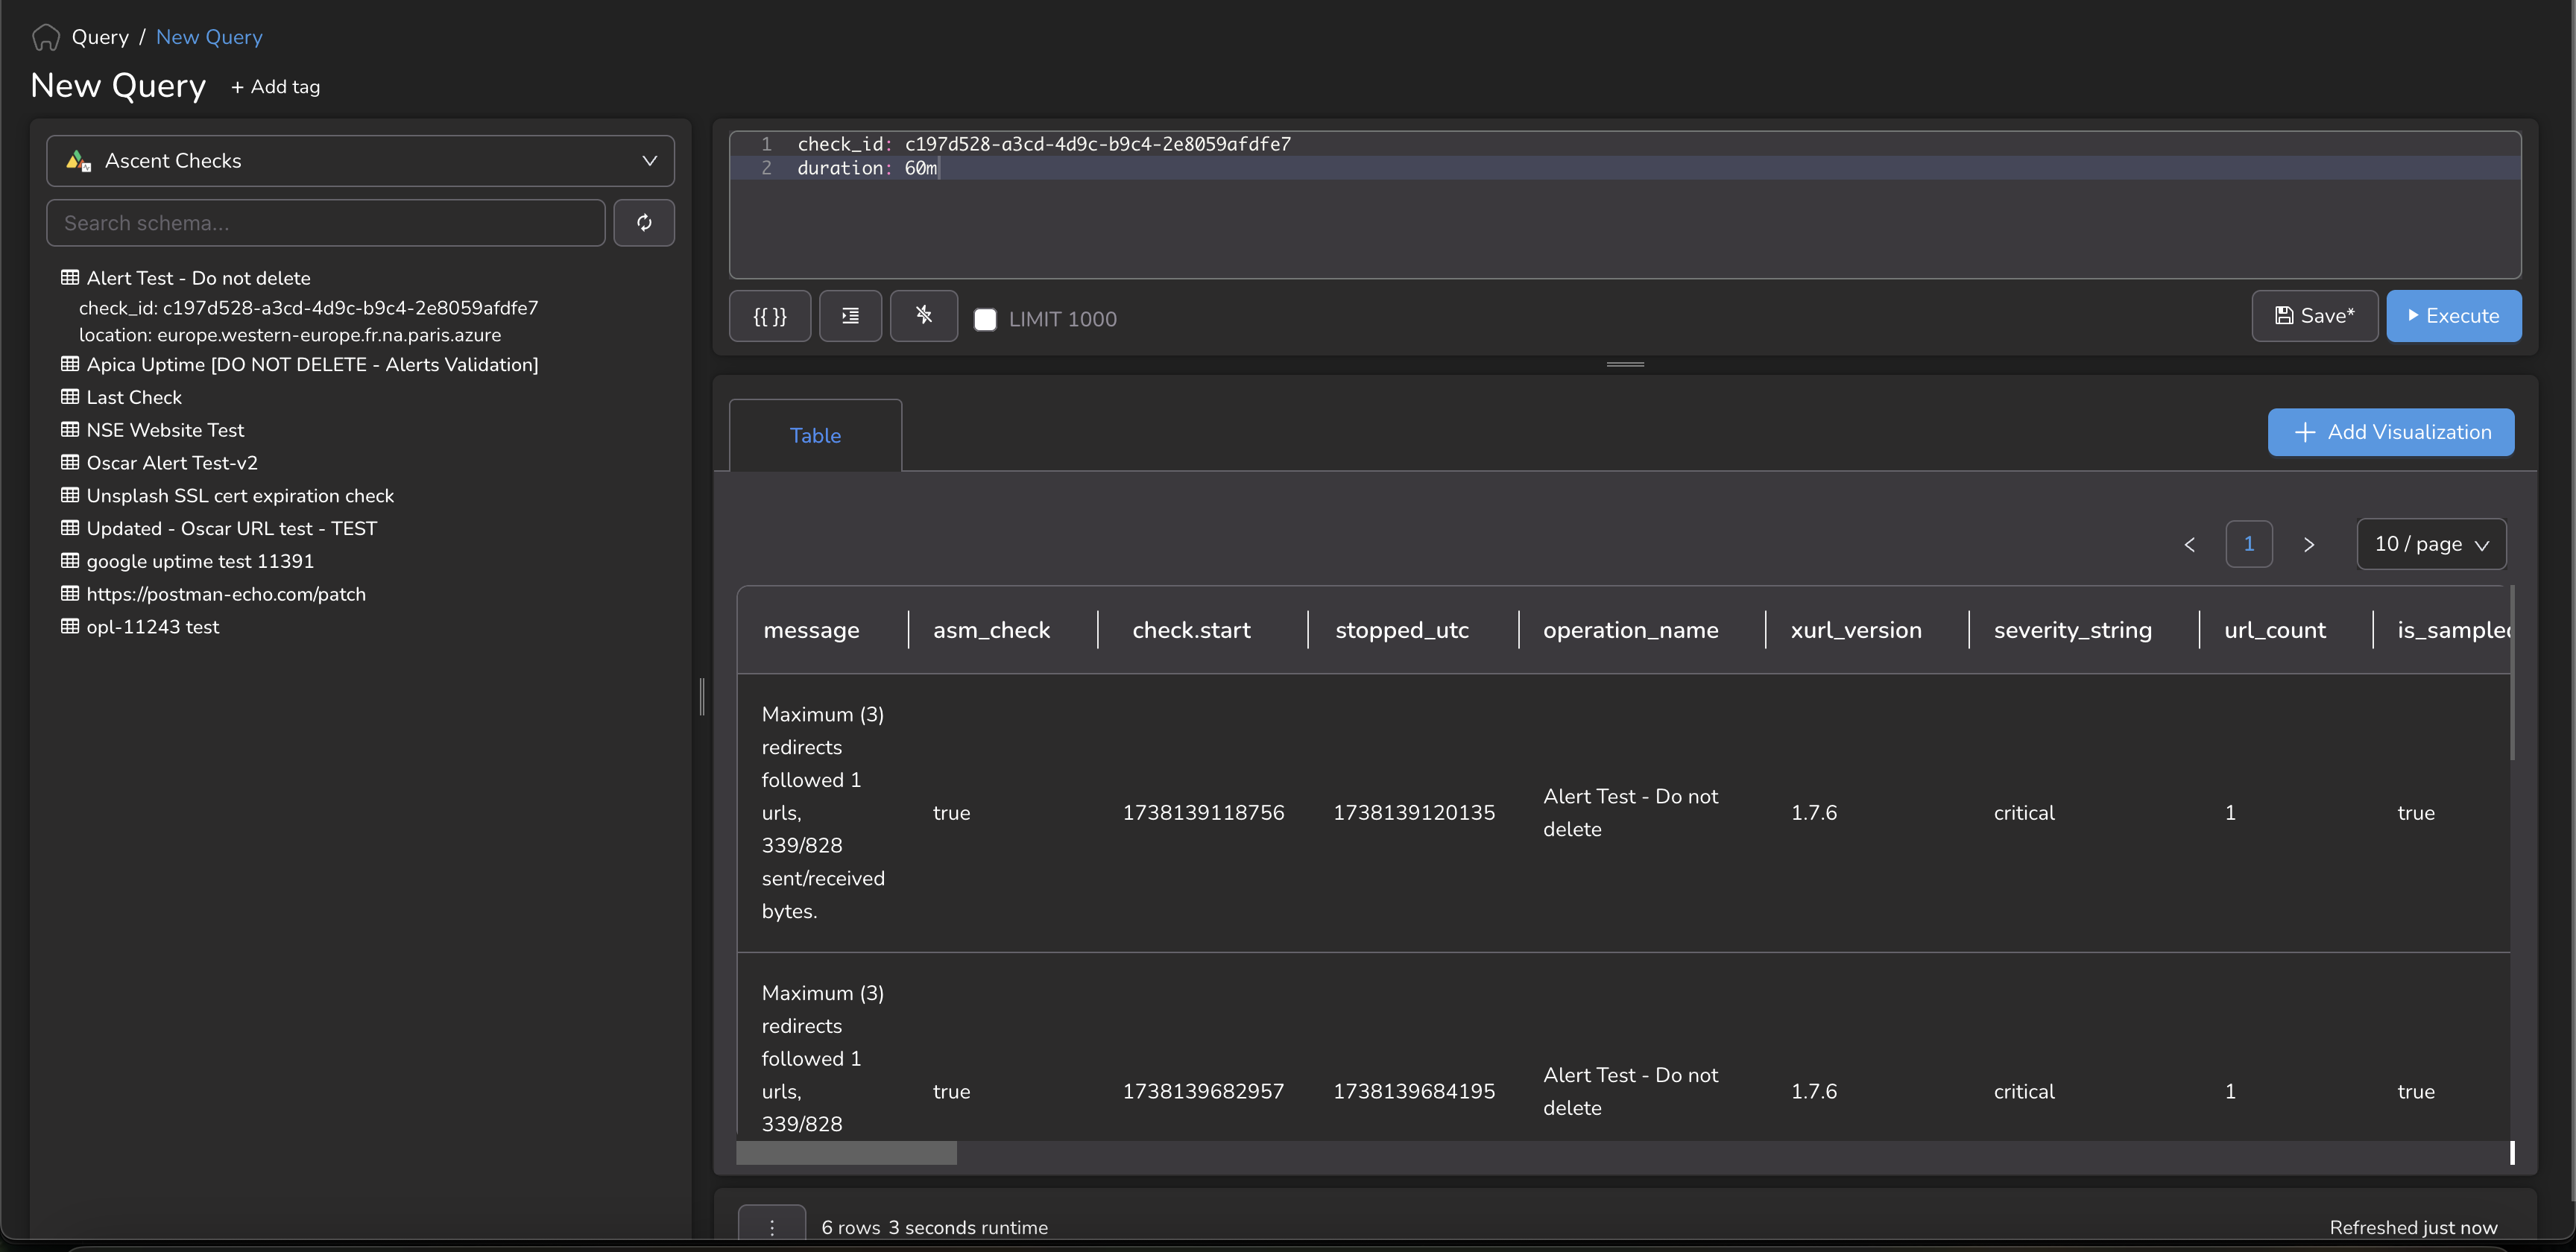 Query / New Query
New Query + Add tag
Ascent Checks
Search schema...
Alert Test - Do not delete
check_id: c197d528-a3cd-4d9c-b9c4-2e8059afdfe7
location: europe.western-europe.fr.na.paris.azure
Apica Uptime [DO NOT DELETE - Alerts Validation]
Last Check
NSE Website Test
Oscar Alert Test-v2
Unsplash SSL cert expiration check
Updated - Oscar URL test - TEST
google uptime test 11391
https://postman-echo.com/patch
opl-11243 test
1 check_id: c197d528-a3cd-4d9c-b9c4-2e8059afdfe7
2 duration: 60m
{{ }} LIMIT 1000 Save* Execute
Table
+ Add Visualization
< 1 > 10 / page
message asm_check check.start stopped_utc operation_name xurl_version severity_string url_count is_sampled
Maximum (3)
redirects
followed 1
urls,
339/828
sent/received
bytes.
true 1738139118756 1738139120135
Alert Test - Do not
delete
1.7.6 critical 1 true
Maximum (3)
redirects
followed 1
urls,
339/828
true 1738139682957 1738139684195
Alert Test - Do not
delete
1.7.6 critical 1 true
6 rows 3 seconds runtime
Refreshed just now